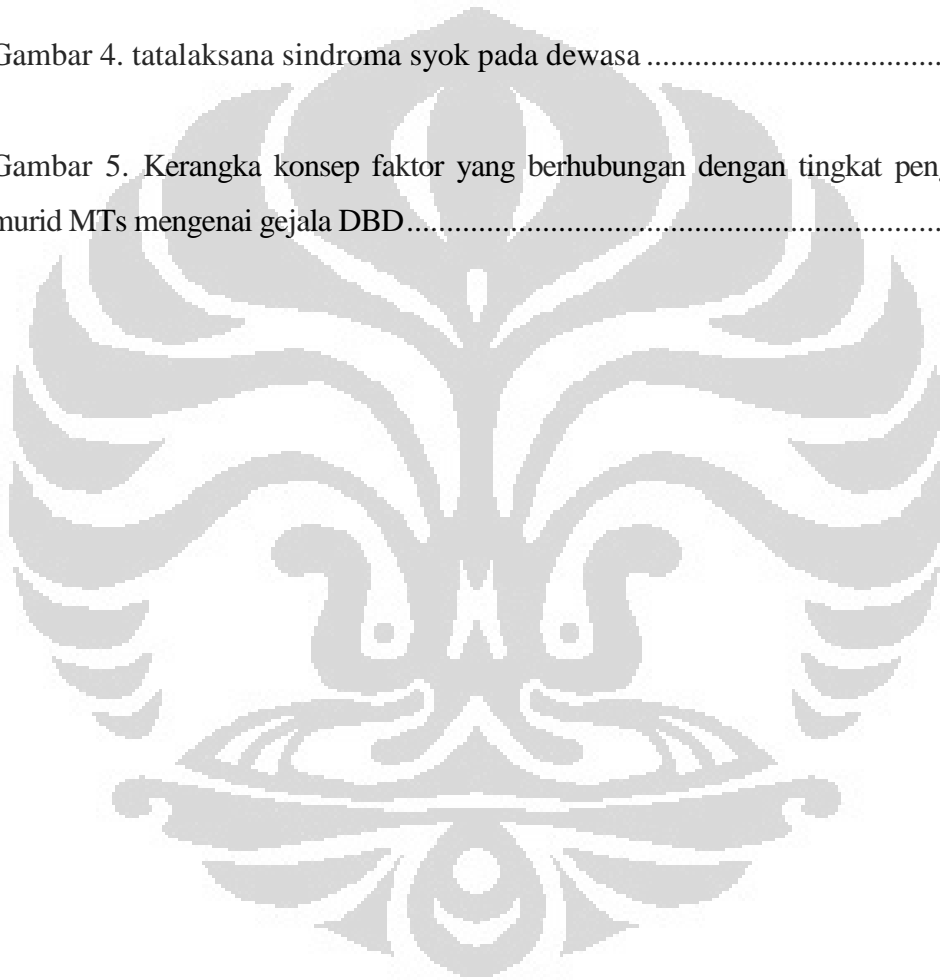 Gambar 4. tatalaksana sindroma syok pada dewasa ..................................
Gambar 5. Kerangka konsep faktor yang berhubungan dengan tingkat peng
murid MTs mengenai gejala DBD..............................................................